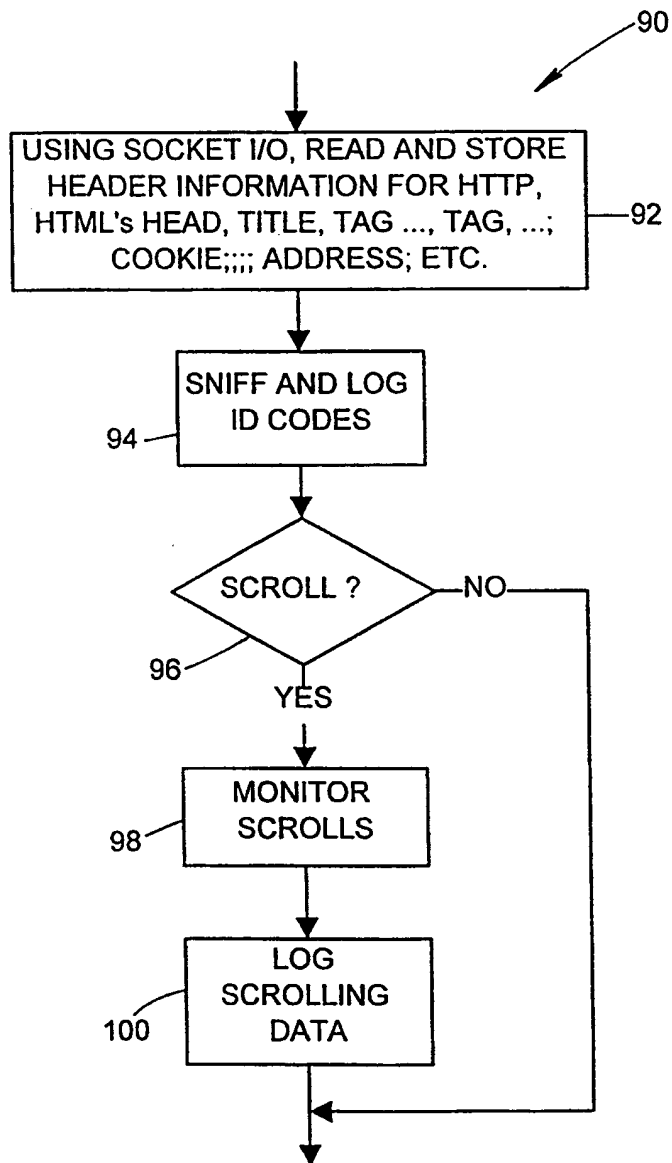 90
USING SOCKET I/O, READ AND STORE
HEADER INFORMATION FOR HTTP,
HTML's HEAD, TITLE, TAG ..., TAG, ...;
COOKIE;;;; ADDRESS; ETC.
92
SNIFF AND LOG
ID CODES
94
SCROLL ?
NO
96
YES
MONITOR
SCROLLS
98
LOG
SCROLLING
DATA
100